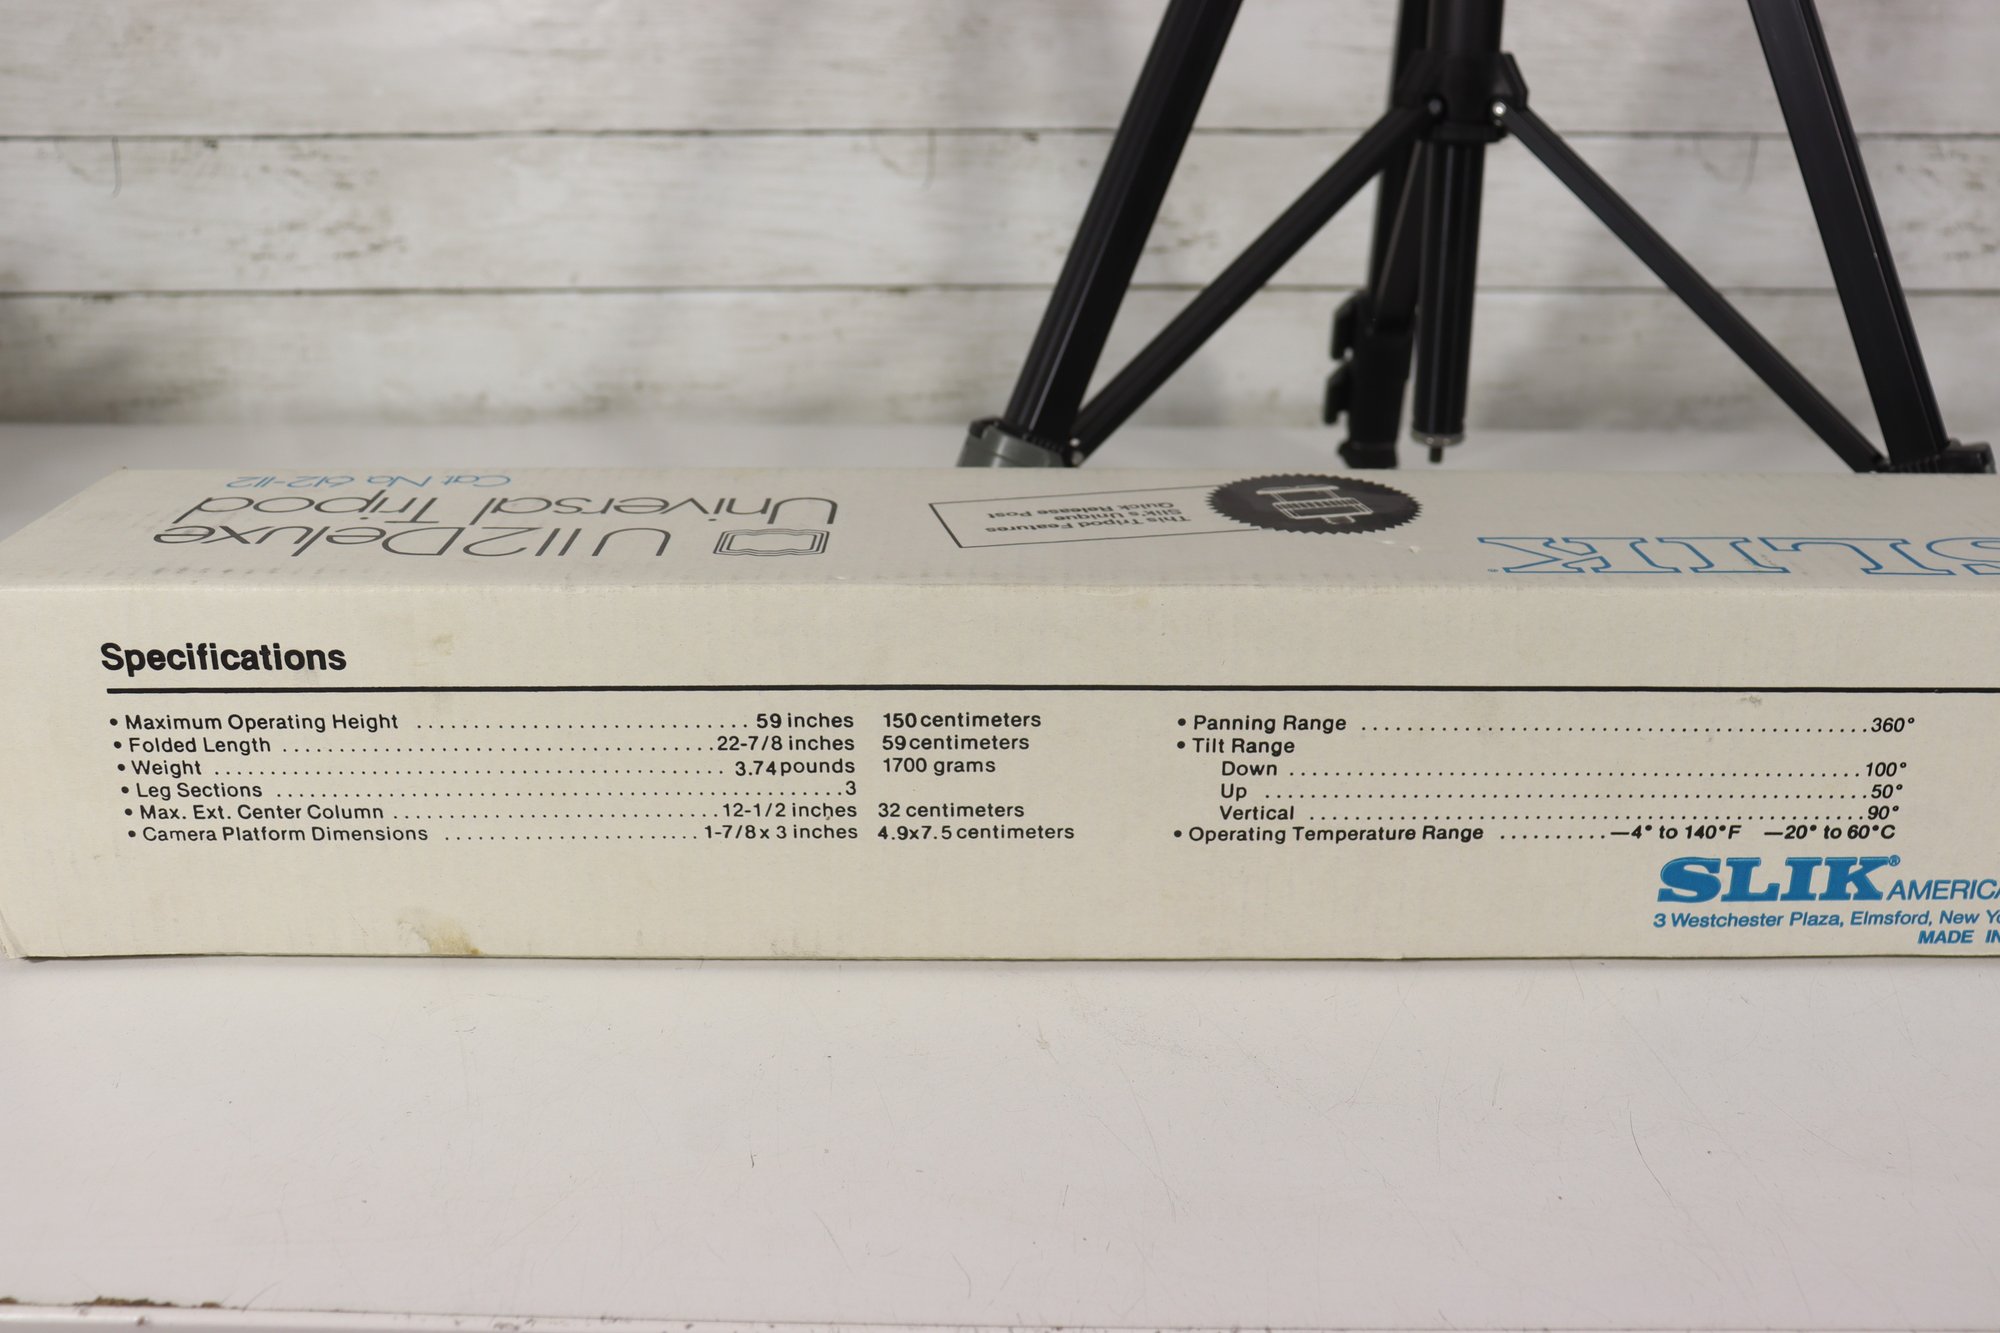 Cat. No. 612-112
U112 Deluxe
Universal Tripod
This Tripod Features
Slik's Unique
Quick Release Post
SLIK
Specifications
• Maximum Operating Height ............................ 59 inches 150 centimeters
• Folded Length ....................................... 22-7/8 inches 59 centimeters
• Weight ..................................... 3.74 pounds 1700 grams
• Leg Sections .................................................. 3
• Max. Ext. Center Column .............................. 12-1/2 inches 32 centimeters
• Camera Platform Dimensions ....................... 1-7/8 x 3 inches 4.9x7.5 centimeters
• Panning Range .............................................. 360°
• Tilt Range
Down .................................................... 100°
Up ...................................................... 50°
Vertical .................................................. 90°
• Operating Temperature Range .......... —4° to 140°F —20° to 60°C
SLIK® AMERICA
3 Westchester Plaza, Elmsford, New
MADE IN